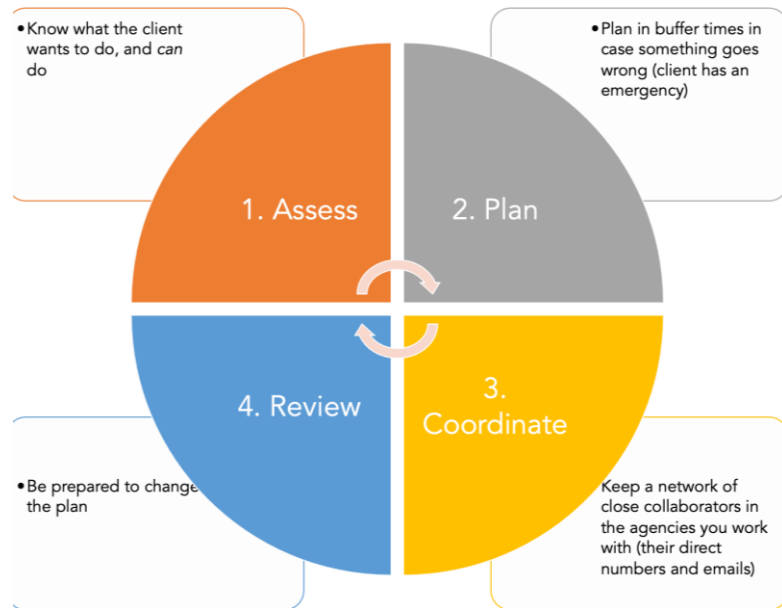 •Know what the client
wants to do, and can
do
•Plan in buffer times in
case something goes
wrong (client has an
emergency)
1. Assess
2. Plan
4. Review
3.
Coordinate
•Be prepared to change
the plan
Keep a network of
close collaborators in
the agencies you work
with (their direct
numbers and emails)